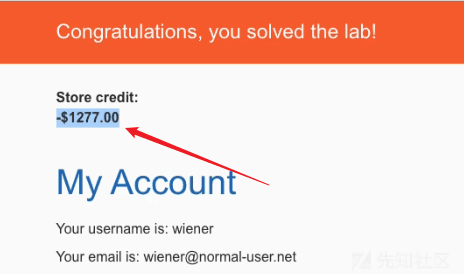 Congratulations, you solved the lab!
Store credit:
-$1277.00
My Account
Your username is: wiener
Your email is: wiener@normal-user.net
先知社区